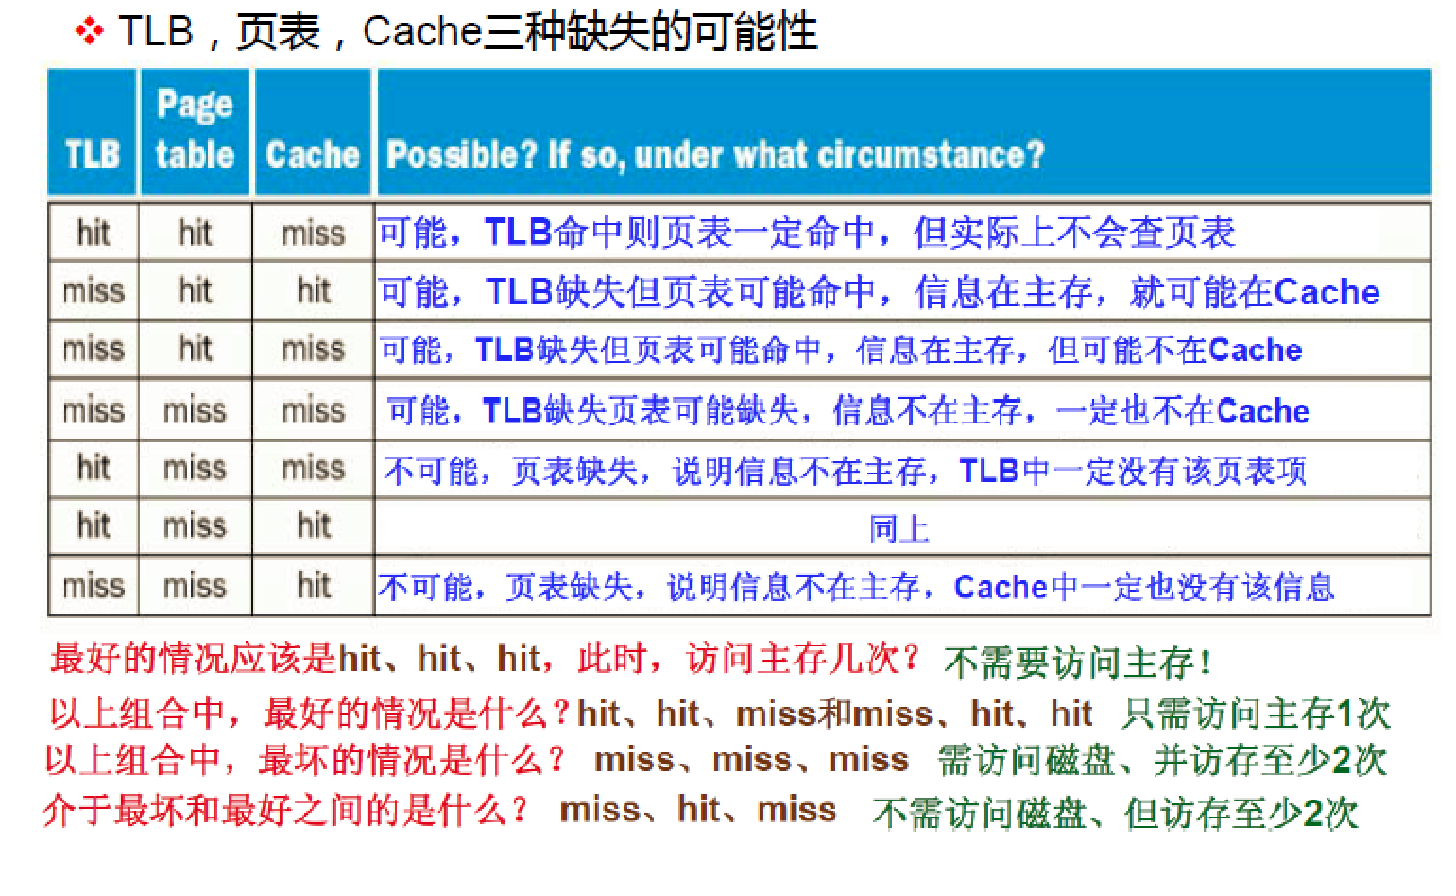 ❖ TLB，页表，Cache三种缺失的可能性
TLB Page table Cache Possible? If so, under what circumstance?
hit hit miss 可能，TLB命中则页表一定命中，但实际上不会查页表
miss hit hit 可能，TLB缺失但页表可能命中，信息在主存，就可能在Cache
miss hit miss 可能，TLB缺失但页表可能命中，信息在主存，但可能不在Cache
miss miss miss 可能，TLB缺失页表可能缺失，信息不在主存，一定也不在Cache
hit miss miss 不可能，页表缺失，说明信息不在主存，TLB中一定没有该页表项
hit miss hit 同上
miss miss hit 不可能，页表缺失，说明信息不在主存，Cache中一定也没有该信息
最好的情况应该是hit、hit、hit，此时，访问主存几次？ 不需要访问主存！
以上组合中，最好的情况是什么？hit、hit、miss和miss、hit、hit 只需访问主存1次
以上组合中，最坏的情况是什么？ miss、miss、miss 需访问磁盘、并访存至少2次
介于最坏和最好之间的是什么？ miss、hit、miss 不需访问磁盘、但访存至少2次